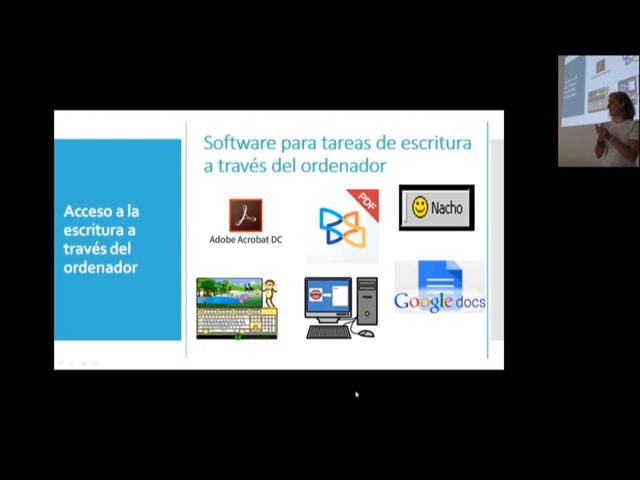 Software para tareas de escritura
a través del ordenador
Acceso a la
escritura a
través del
ordenador
Adobe Acrobat DC
PDF
Nacho
Google docs